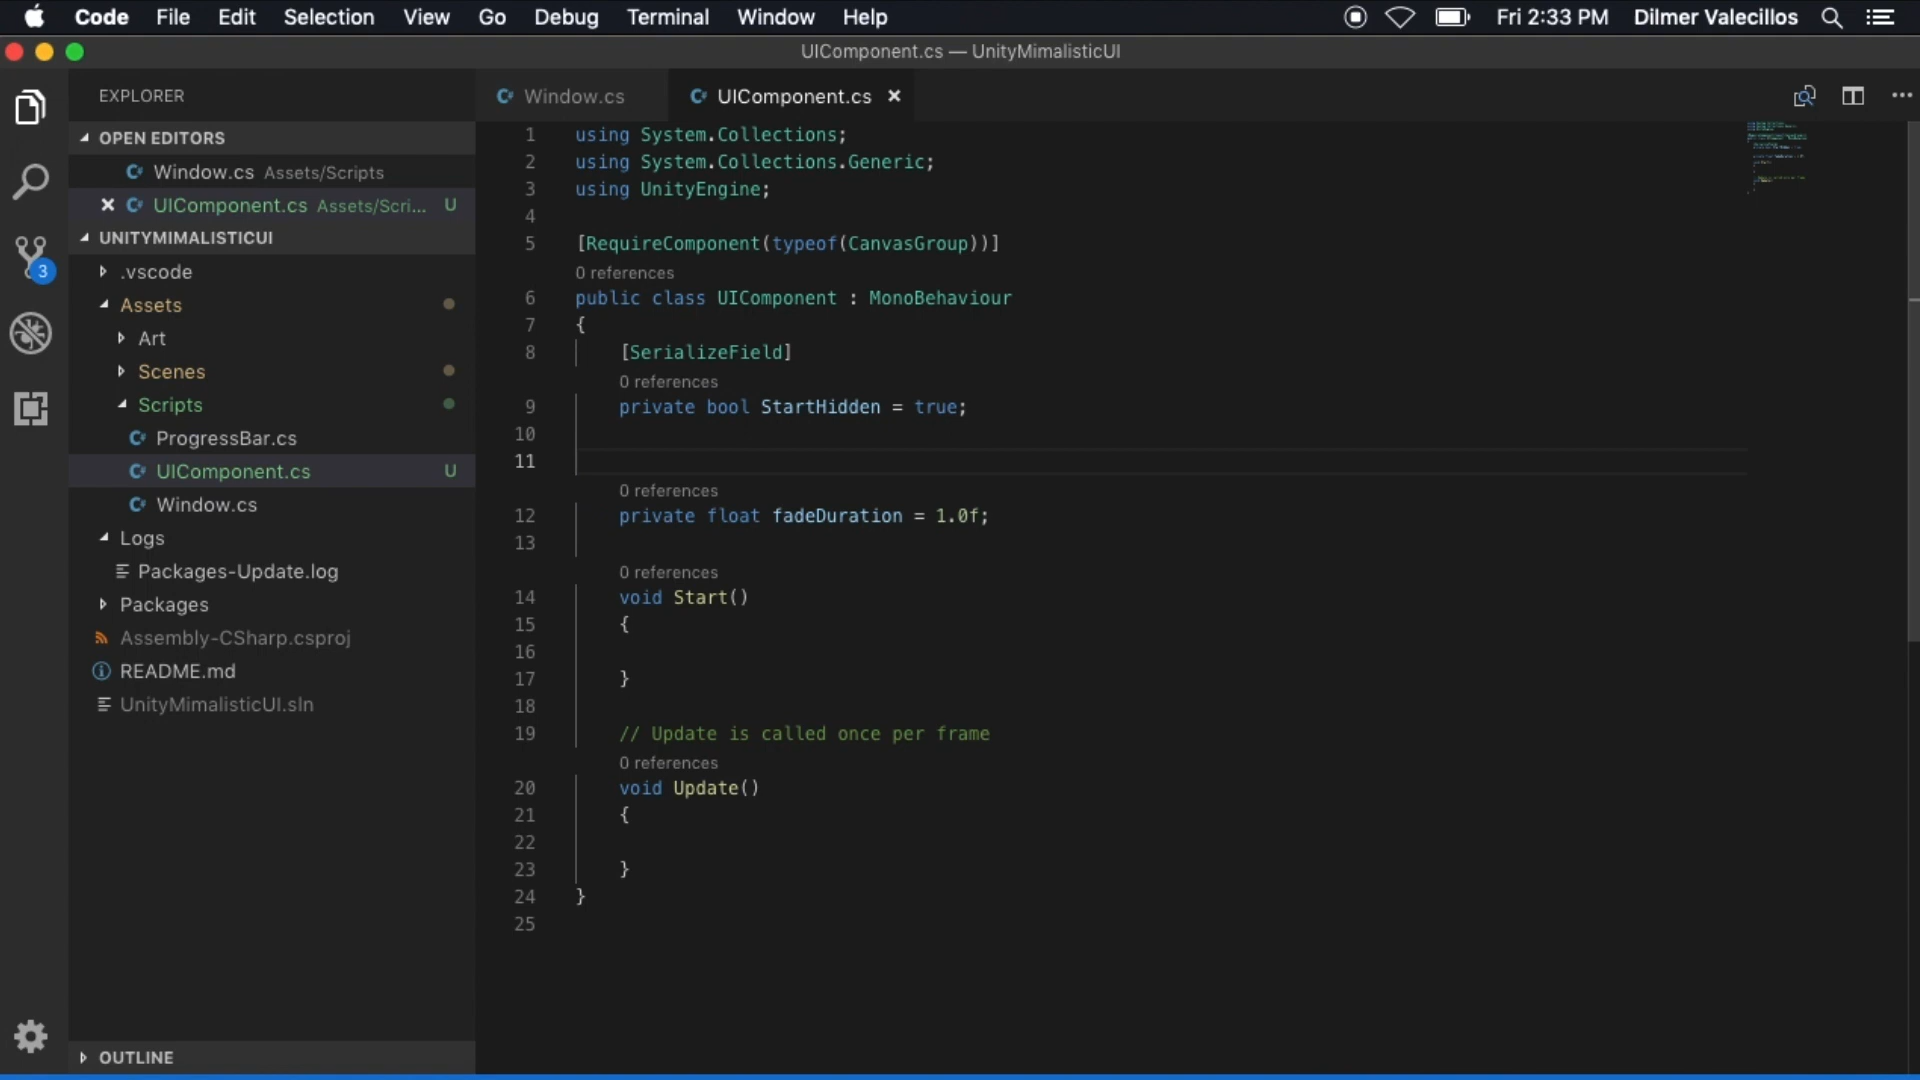 Code File Edit Selection View Go Debug Terminal Window Help Fri 2:33 PM Dilmer Valecillos
UIComponent.cs — UnityMimalisticUI
EXPLORER
OPEN EDITORS
Window.cs Assets/Scripts
UIComponent.cs Assets/Scri... U
UNITYMIMALISTICUI
.vscode
Assets
Art
Scenes
Scripts
ProgressBar.cs
UIComponent.cs U
Window.cs
Logs
Packages-Update.log
Packages
Assembly-CSharp.csproj
README.md
UnityMimalisticUI.sln
OUTLINE
3
Window.cs UIComponent.cs
1 using System.Collections;
2 using System.Collections.Generic;
3 using UnityEngine;
4
5 [RequireComponent(typeof(CanvasGroup))]
0 references
6 public class UIComponent : MonoBehaviour
7 {
8 [SerializeField]
0 references
9 private bool StartHidden = true;
10
11
0 references
12 private float fadeDuration = 1.0f;
13
0 references
14 void Start()
15 {
16
17 }
18
19 // Update is called once per frame
0 references
20 void Update()
21 {
22
23 }
24 }
25